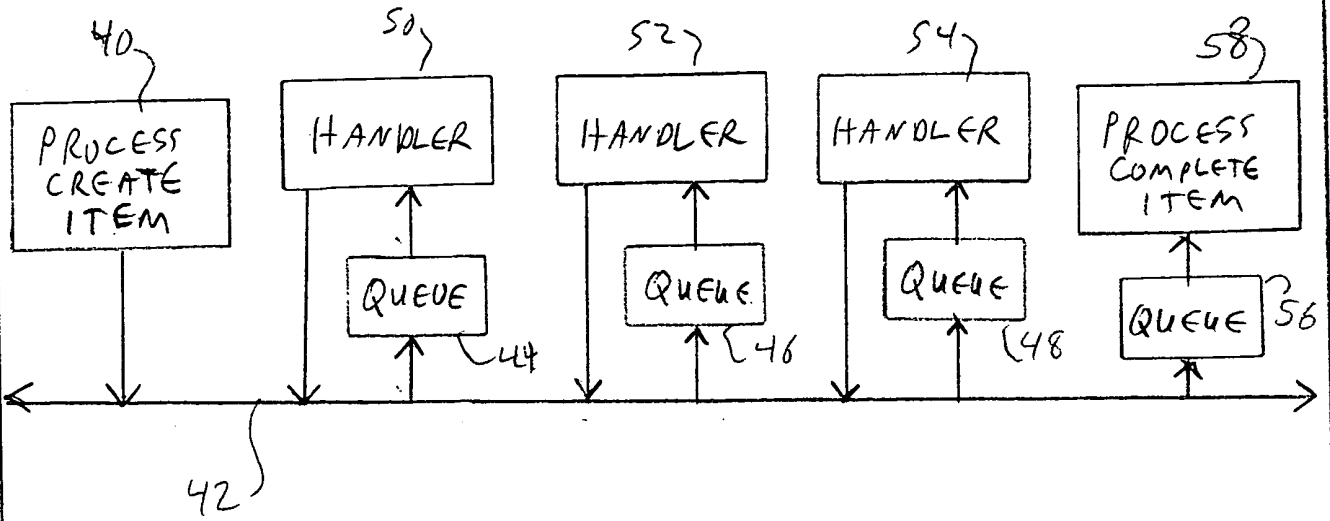 40
50
52
54
58
PROCESS
CREATE
ITEM
HANDLER
HANDLER
HANDLER
PROCESS
COMPLETE
ITEM
QUEUE
QUEUE
QUEUE
QUEUE
44
46
48
56
42